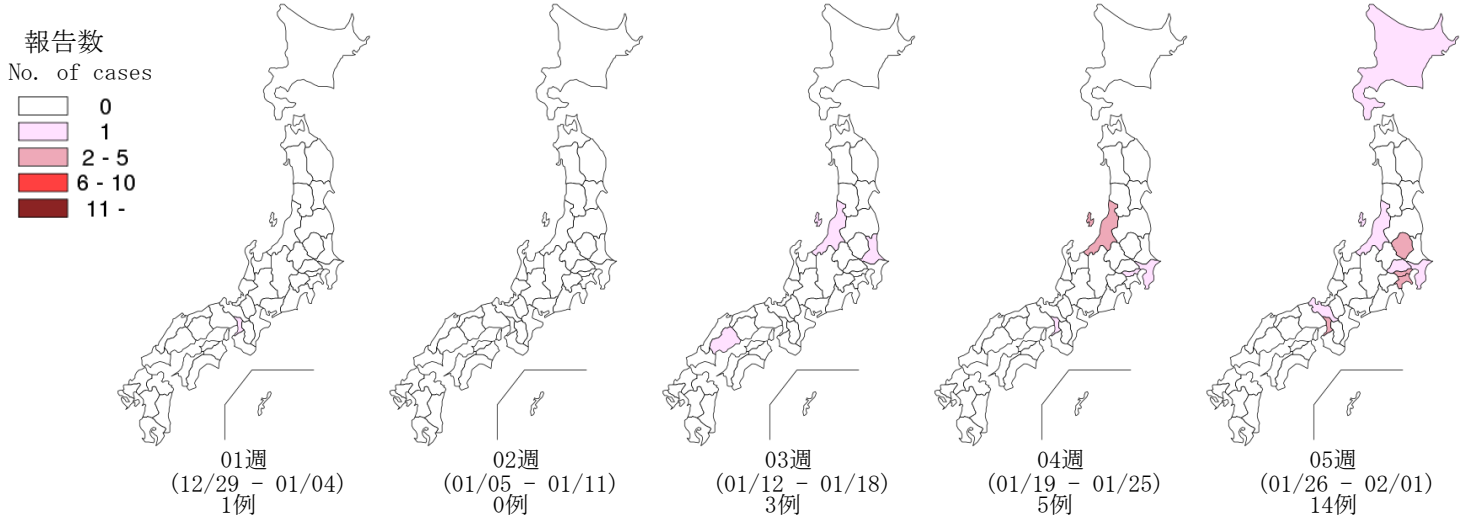 報告数
No. of cases
0
1
2 - 5
6 - 10
11 -
01週
(12/29 - 01/04)
1例
02週
(01/05 - 01/11)
0例
03週
(01/12 - 01/18)
3例
04週
(01/19 - 01/25)
5例
05週
(01/26 - 02/01)
14例